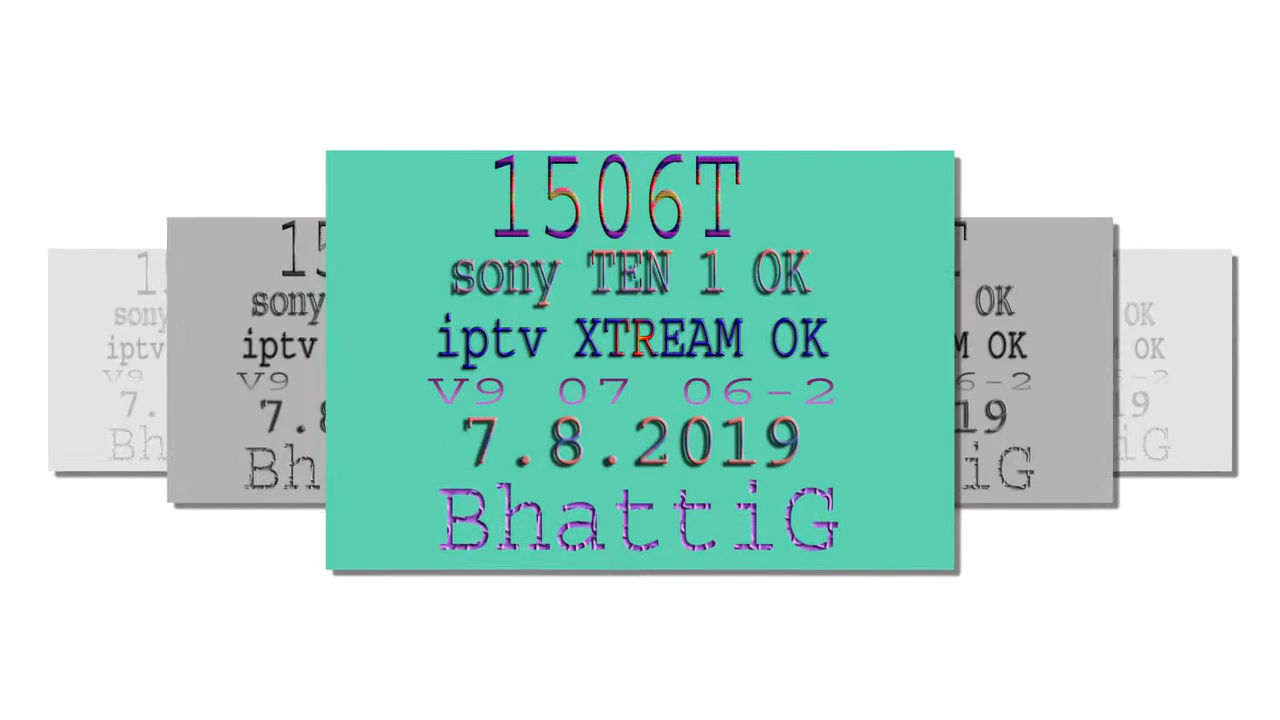 1506T
sony TEN 1 OK
iptv XTREAM OK
V9 07 06-2
7.8.2019
BhattiG